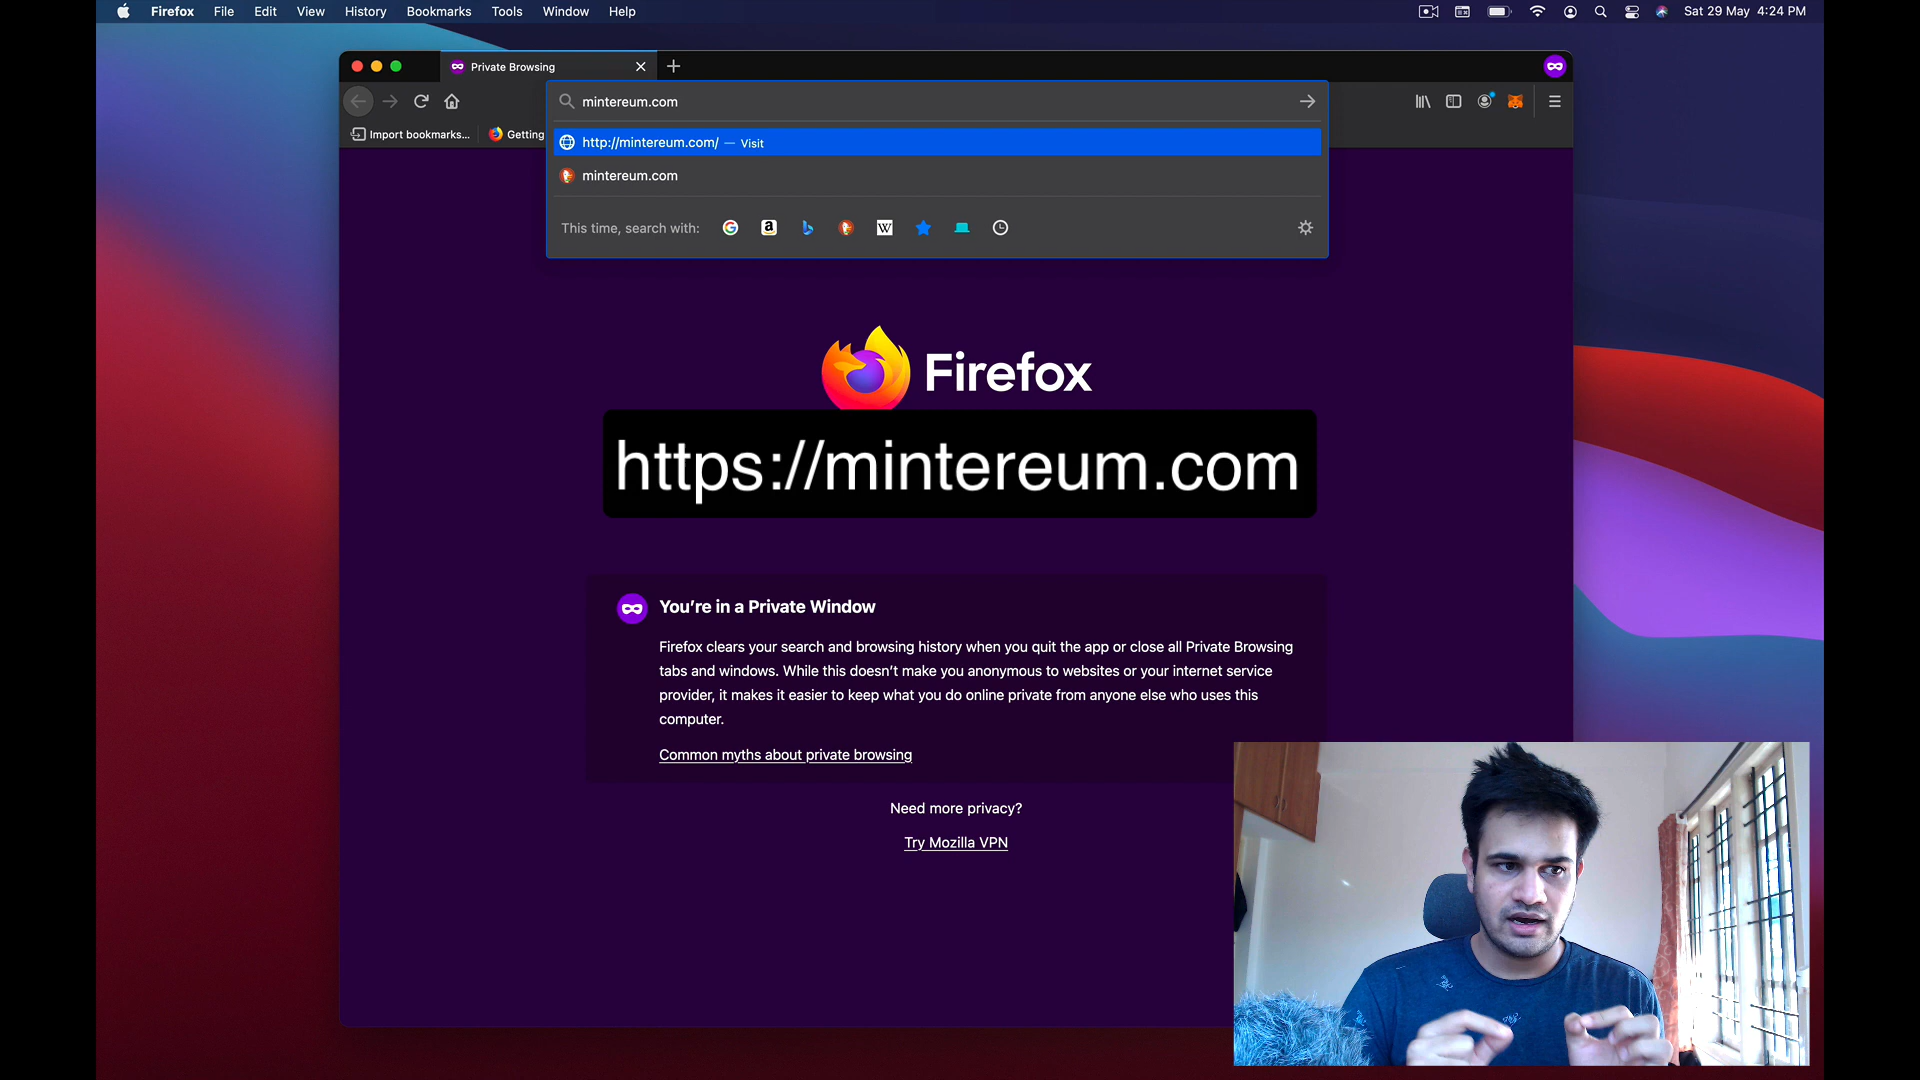 Firefox File Edit View History Bookmarks Tools Window Help Sat 29 May 4:24 PM
Private Browsing
mintereum.com
Import bookmarks... Getting
http://mintereum.com/ — Visit
mintereum.com
This time, search with:
Firefox
https://mintereum.com
You’re in a Private Window
Firefox clears your search and browsing history when you quit the app or close all Private Browsing
tabs and windows. While this doesn’t make you anonymous to websites or your internet service
provider, it makes it easier to keep what you do online private from anyone else who uses this
computer.
Common myths about private browsing
Need more privacy?
Try Mozilla VPN